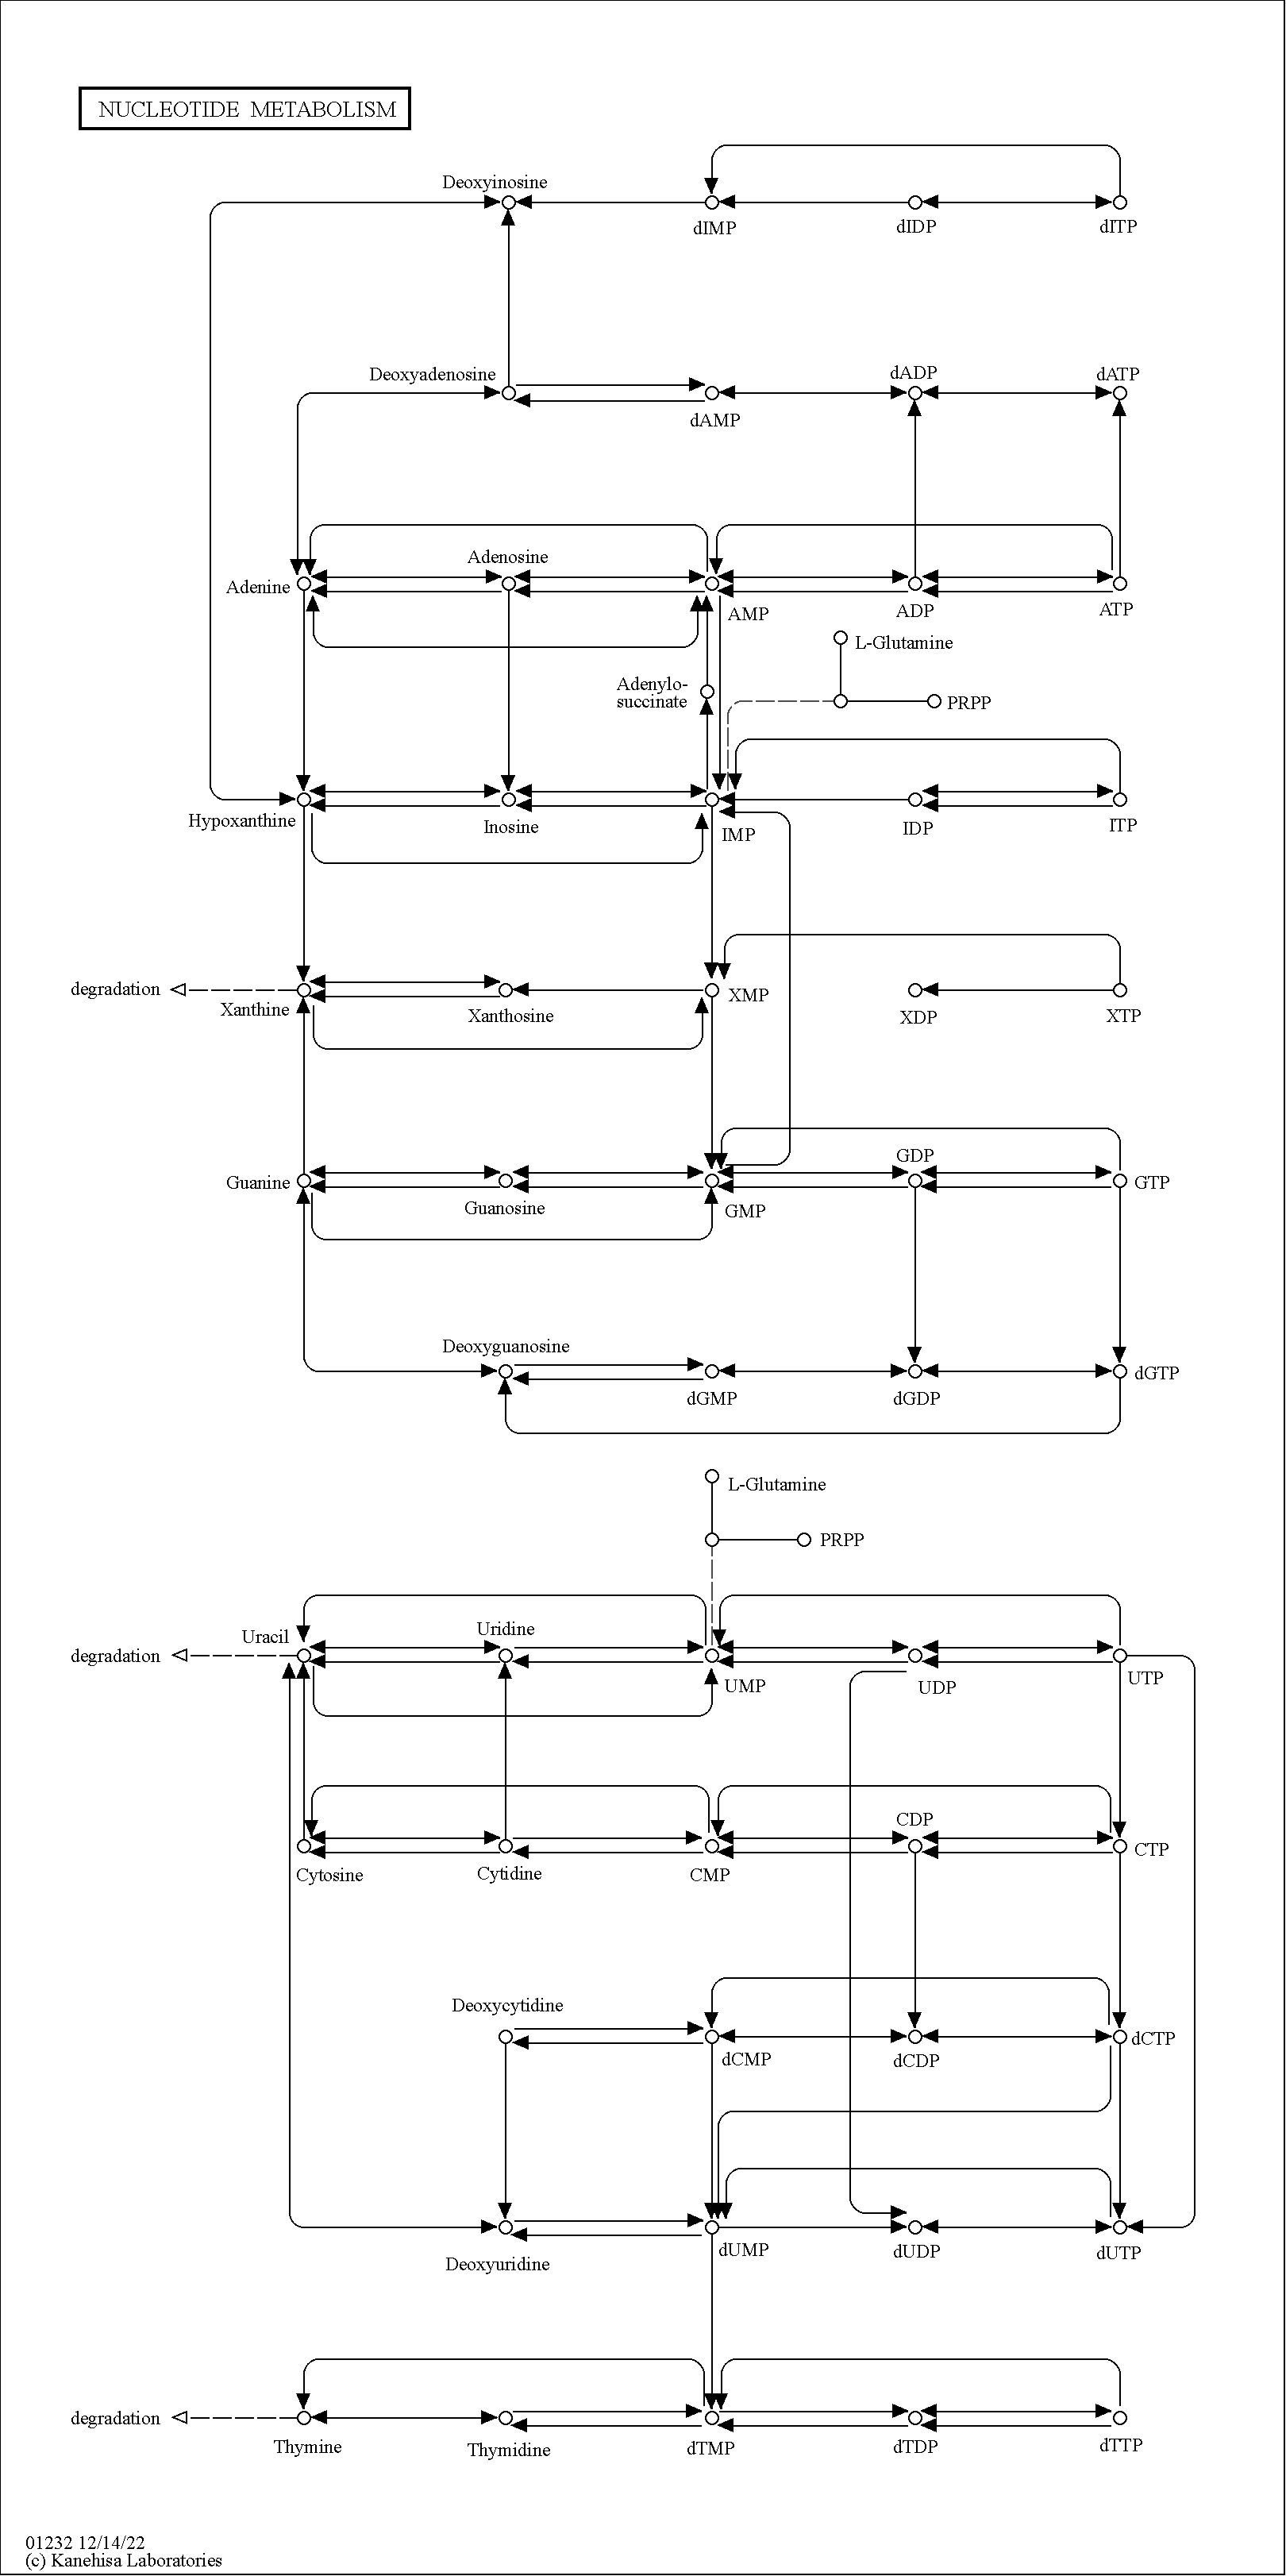 NUCLEOTIDE METABOLISM
Deoxyinosine
dIMP
dIDP
dITP
Deoxyadenosine
dAMP
dADP
dATP
Adenine
Adenosine
AMP
ADP
ATP
L-Glutamine
Adenylo-
succinate
PRPP
Hypoxanthine
Inosine
IMP
IDP
ITP
degradation
Xanthine
Xanthosine
XMP
XDP
XTP
Guanine
Guanosine
GMP
GDP
GTP
Deoxyguanosine
dGMP
dGDP
dGTP
L-Glutamine
PRPP
degradation
Uracil
Uridine
UMP
UDP
UTP
Cytosine
Cytidine
CMP
CDP
CTP
Deoxycytidine
dCMP
dCDP
dCTP
Deoxyuridine
dUMP
dUDP
dUTP
degradation
Thymine
Thymidine
dTMP
dTDP
dTTP
01232 12/14/22
(c) Kanehisa Laboratories